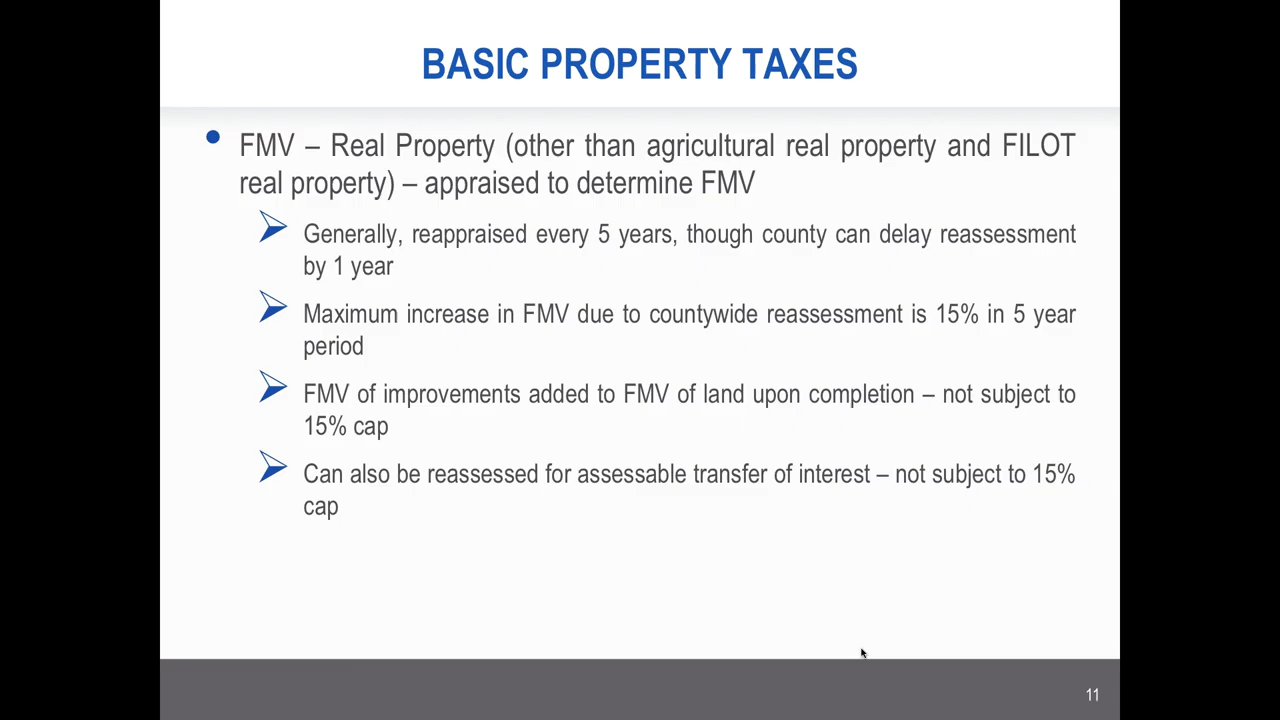 BASIC PROPERTY TAXES
FMV – Real Property (other than agricultural real property and FILOT
real property) – appraised to determine FMV
Generally, reappraised every 5 years, though county can delay reassessment
by 1 year
Maximum increase in FMV due to countywide reassessment is 15% in 5 year
period
FMV of improvements added to FMV of land upon completion – not subject to
15% cap
Can also be reassessed for assessable transfer of interest – not subject to 15%
cap
11